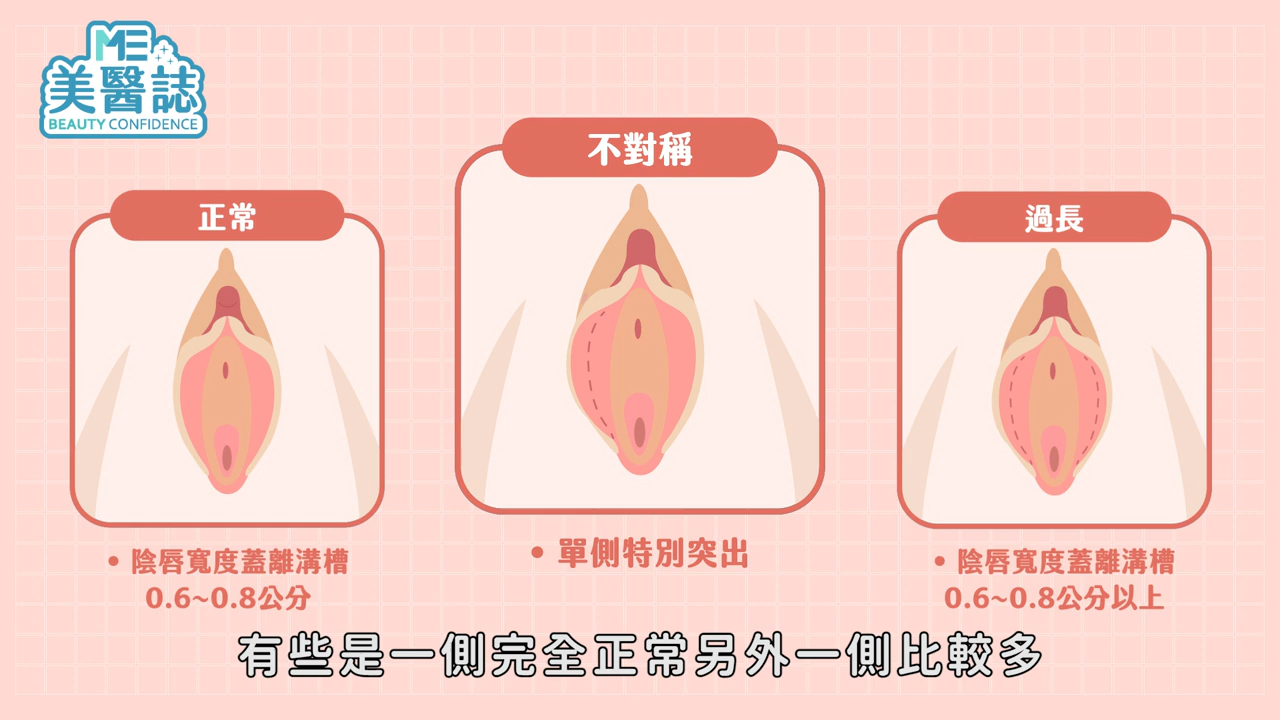 ME
美醫誌
BEAUTY CONFIDENCE
正常
不對稱
過長
• 陰唇寬度蓋離溝槽
0.6~0.8公分
• 單側特別突出
• 陰唇寬度蓋離溝槽
0.6~0.8公分以上
有些是一側完全正常另外一側比較多